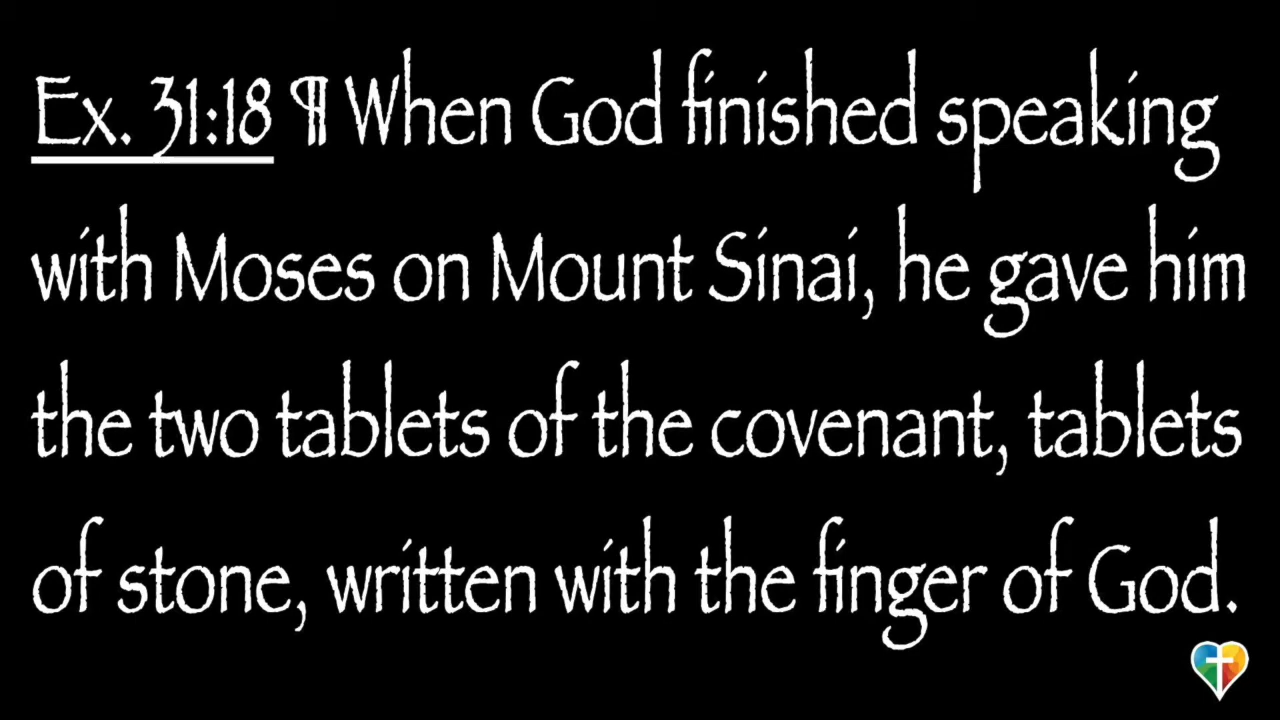 Ex. 31:18 ¶ When God finished speaking
with Moses on Mount Sinai, he gave him
the two tablets of the covenant, tablets
of stone, written with the finger of God.